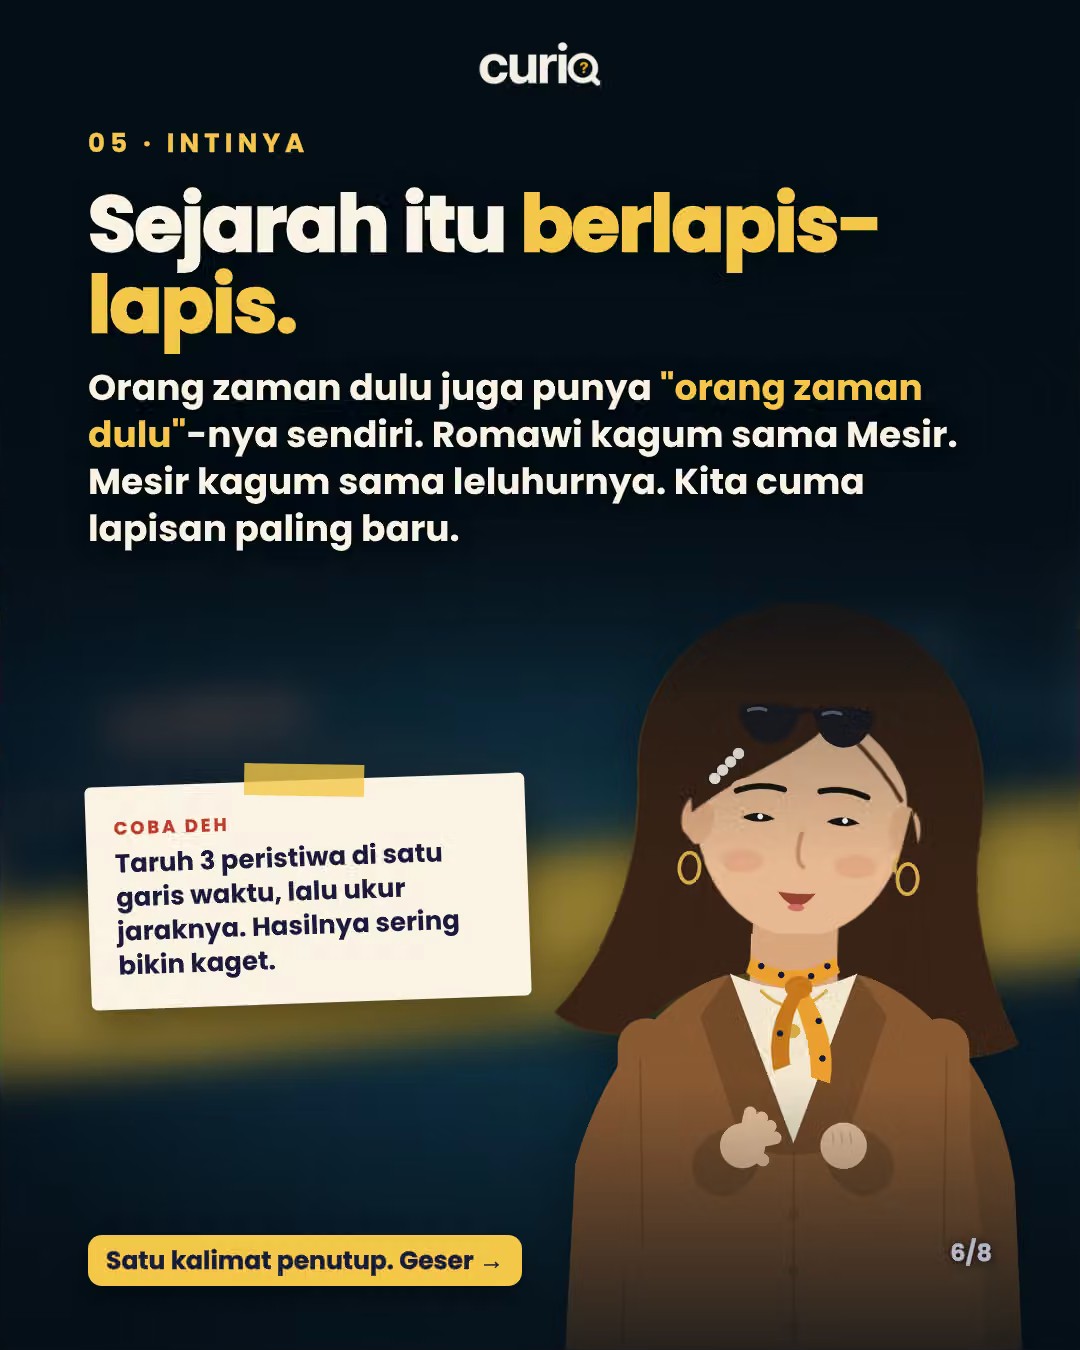 curiQ
05 · INTINYA
Sejarah itu berlapis-
lapis.
Orang zaman dulu juga punya "orang zaman
dulu"-nya sendiri. Romawi kagum sama Mesir.
Mesir kagum sama leluhurnya. Kita cuma
lapisan paling baru.
COBA DEH
Taruh 3 peristiwa di satu
garis waktu, lalu ukur
jaraknya. Hasilnya sering
bikin kaget.
Satu kalimat penutup. Geser →
6/8